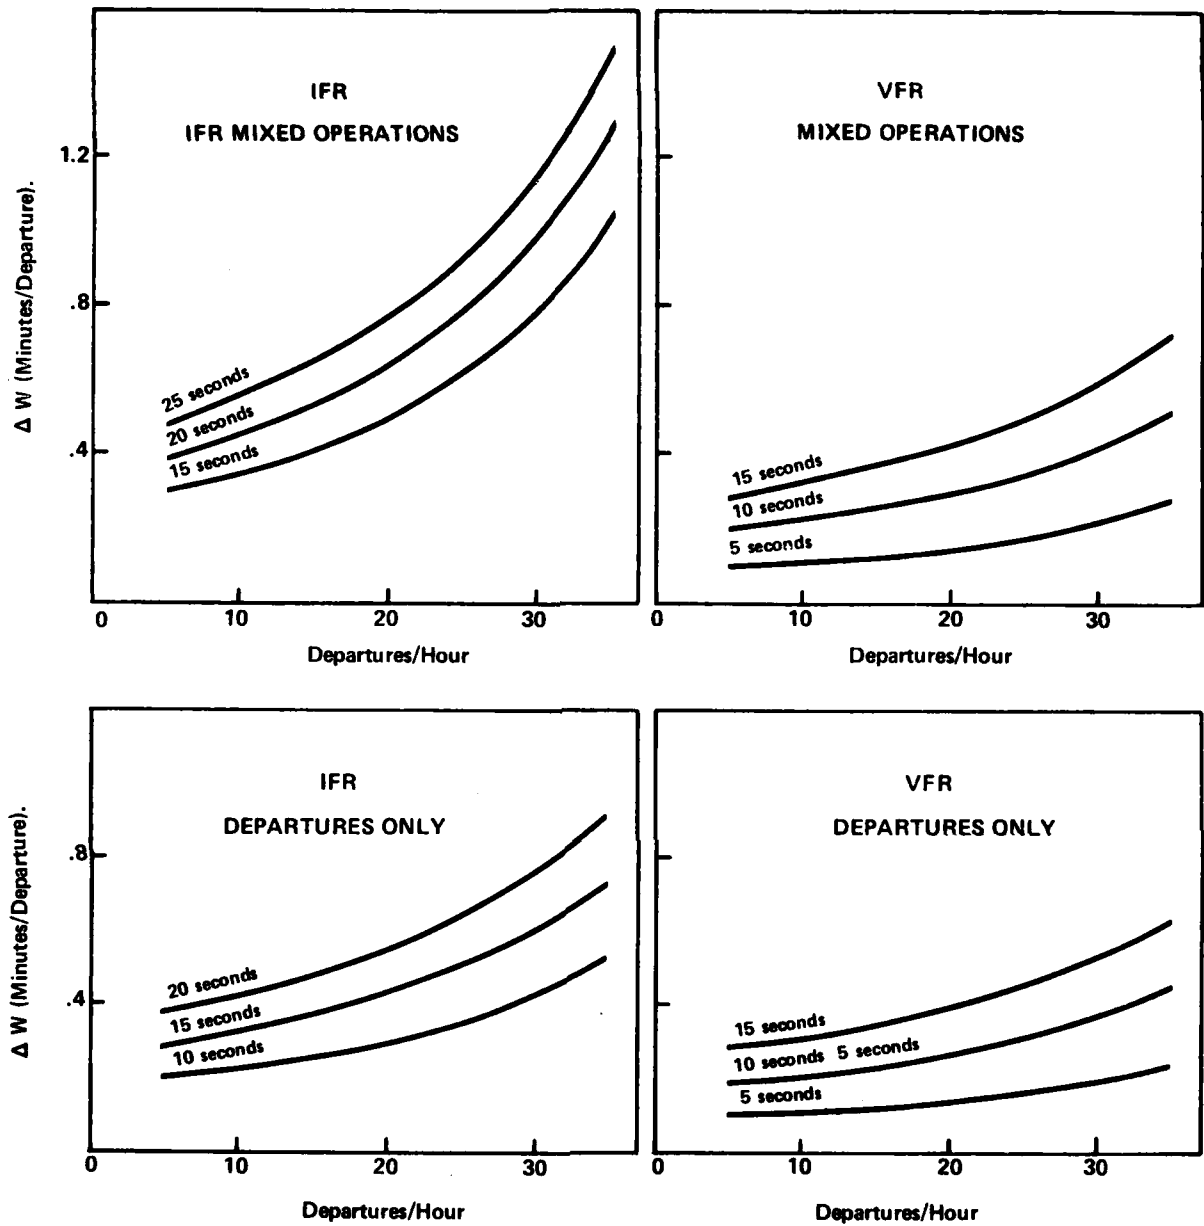 IFR
IFR MIXED OPERATIONS
1.2
.8
.4
Δ W (Minutes/Departure).
25 seconds
20 seconds
15 seconds
0
10
20
30
Departures/Hour
VFR
MIXED OPERATIONS
15 seconds
10 seconds
5 seconds
0
10
20
30
Departures/Hour
IFR
DEPARTURES ONLY
.8
.4
Δ W (Minutes/Departure).
20 seconds
15 seconds
10 seconds
0
10
20
30
Departures/Hour
VFR
DEPARTURES ONLY
15 seconds
10 seconds 5 seconds
5 seconds
0
10
20
30
Departures/Hour